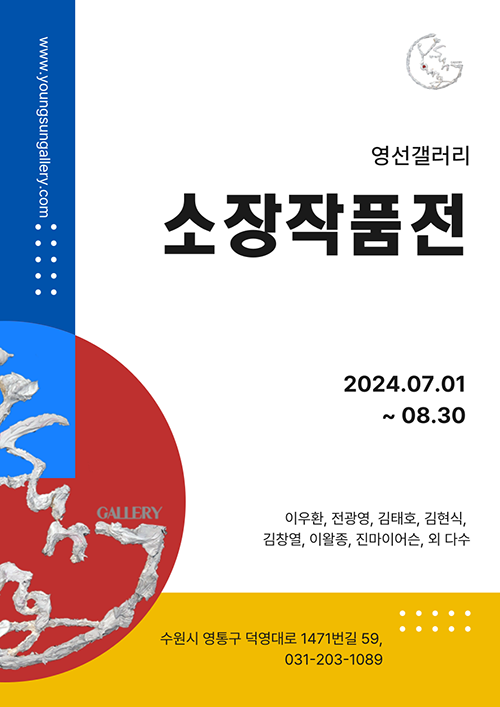 www.youngsungallery.com
영선갤러리
소장작품전
2024.07.01
~ 08.30
GALLERY
이우환, 전광영, 김태호, 김현식,
김창열, 이왈종, 진마이어슨, 외 다수
수원시 영통구 덕영대로 1471번길 59,
031-203-1089